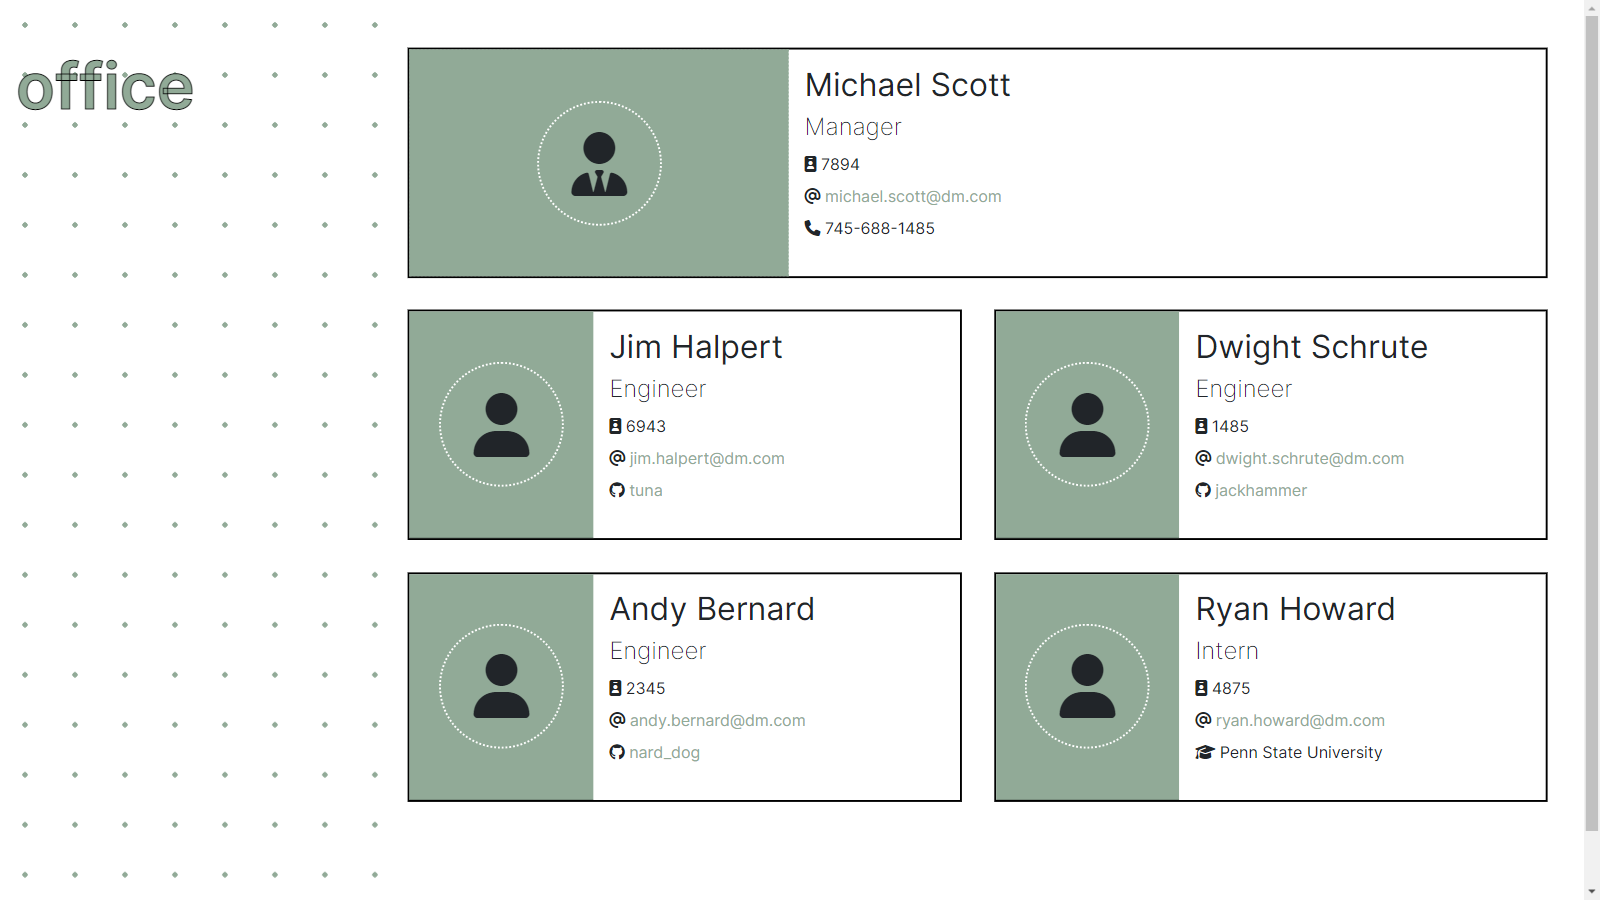 office
Michael Scott
Manager
7894
michael.scott@dm.com
745-688-1485
Jim Halpert
Engineer
6943
jim.halpert@dm.com
tuna
Dwight Schrute
Engineer
1485
dwight.schrute@dm.com
jackhammer
Andy Bernard
Engineer
2345
andy.bernard@dm.com
nard_dog
Ryan Howard
Intern
4875
ryan.howard@dm.com
Penn State University